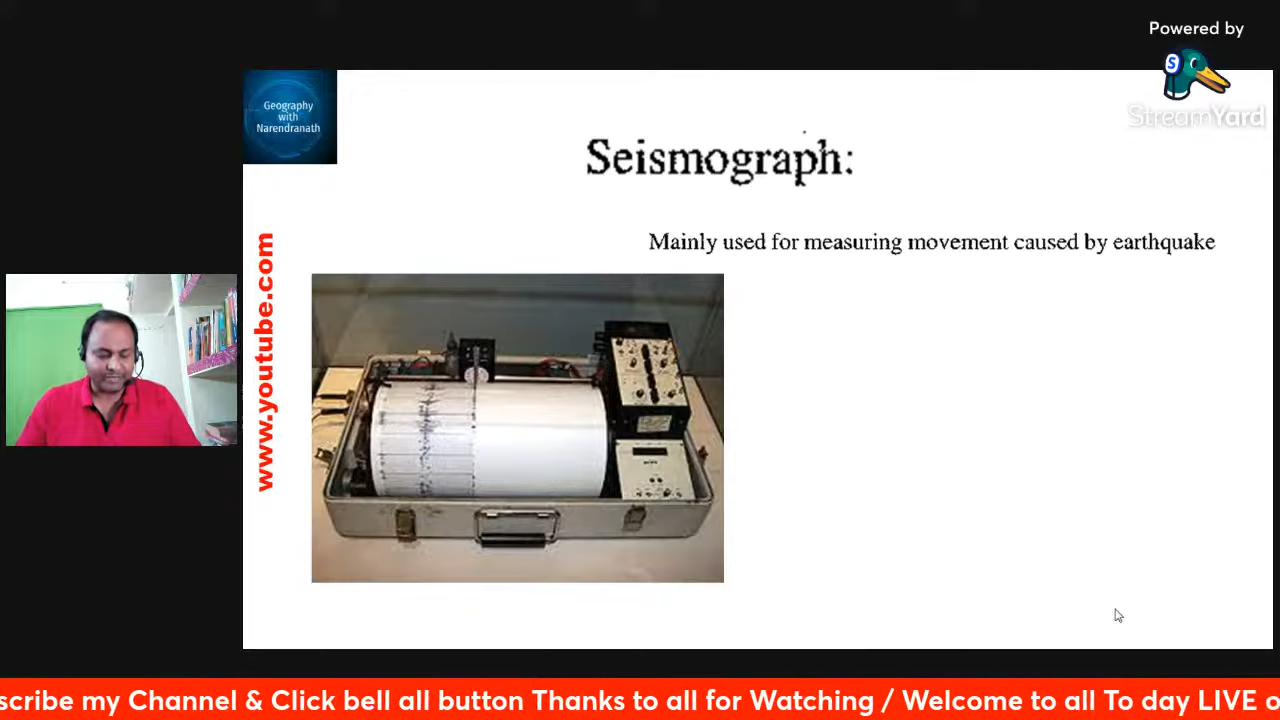 Powered by
S
StreamYard
Geography
with
Narendranath
Seismograph:
Mainly used for measuring movement caused by earthquake
www.youtube.com
scribe my Channel & Click bell all button Thanks to all for Watching / Welcome to all To day LIVE o